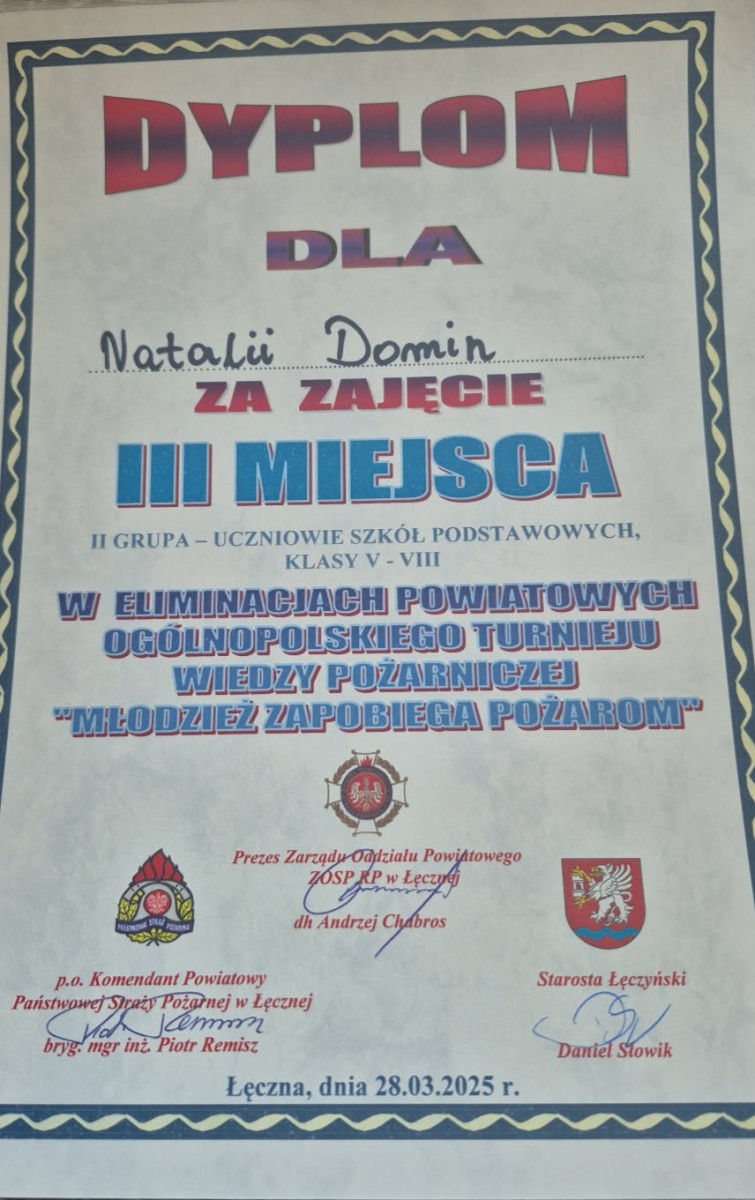 DYPLOM
DLA
Natalii Domin
ZA ZAJĘCIE
III MIEJSCA
II GRUPA – UCZNIOWIE SZKÓŁ PODSTAWOWYCH,
KLASY V - VIII
W ELIMINACJACH POWIATOWYCH
OGÓLNOPOLSKIEGO TURNIEJU
WIEDZY POŻARNICZEJ
"MŁODZIEŻ ZAPOBIEGA POŻAROM"
Prezes Zarządu Oddziału Powiatowego
ZOSP RP w Łęcznej
dh Andrzej Chabros
p.o. Komendant Powiatowy
Państwowej Straży Pożarnej w Łęcznej
bryg. mgr inż. Piotr Remisz
Starosta Łęczyński
Daniel Słowik
Łęczna, dnia 28.03.2025 r.